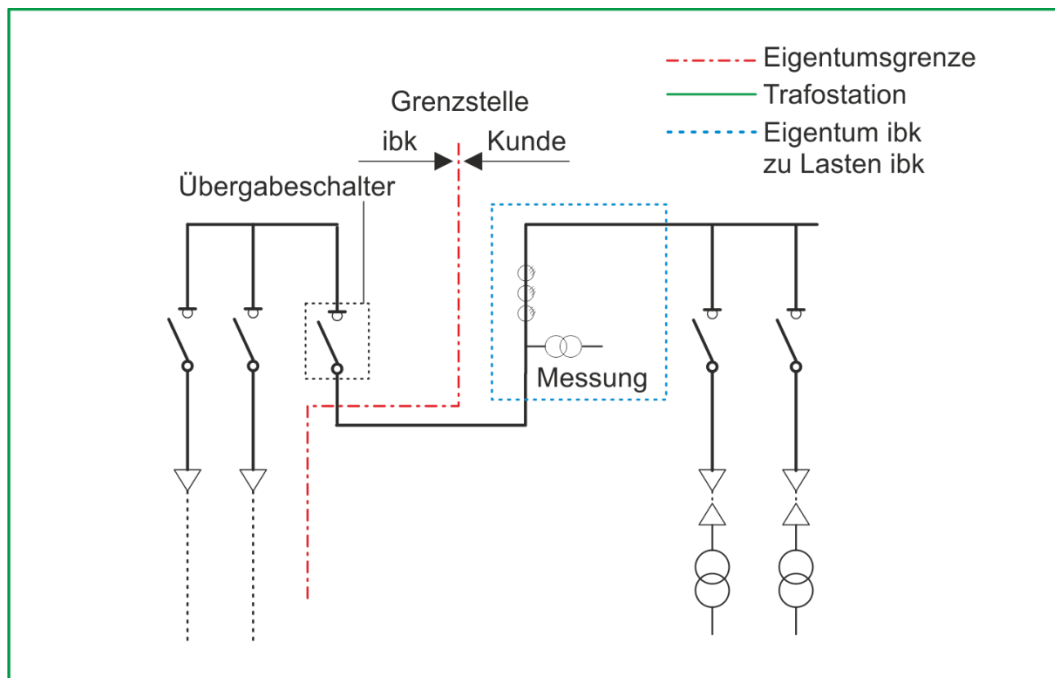 Eigentumsgrenze
Trafostation
Eigentum ibk
zu Lasten ibk
Grenzstelle
ibk Kunde
Übergabeschalter
Messung